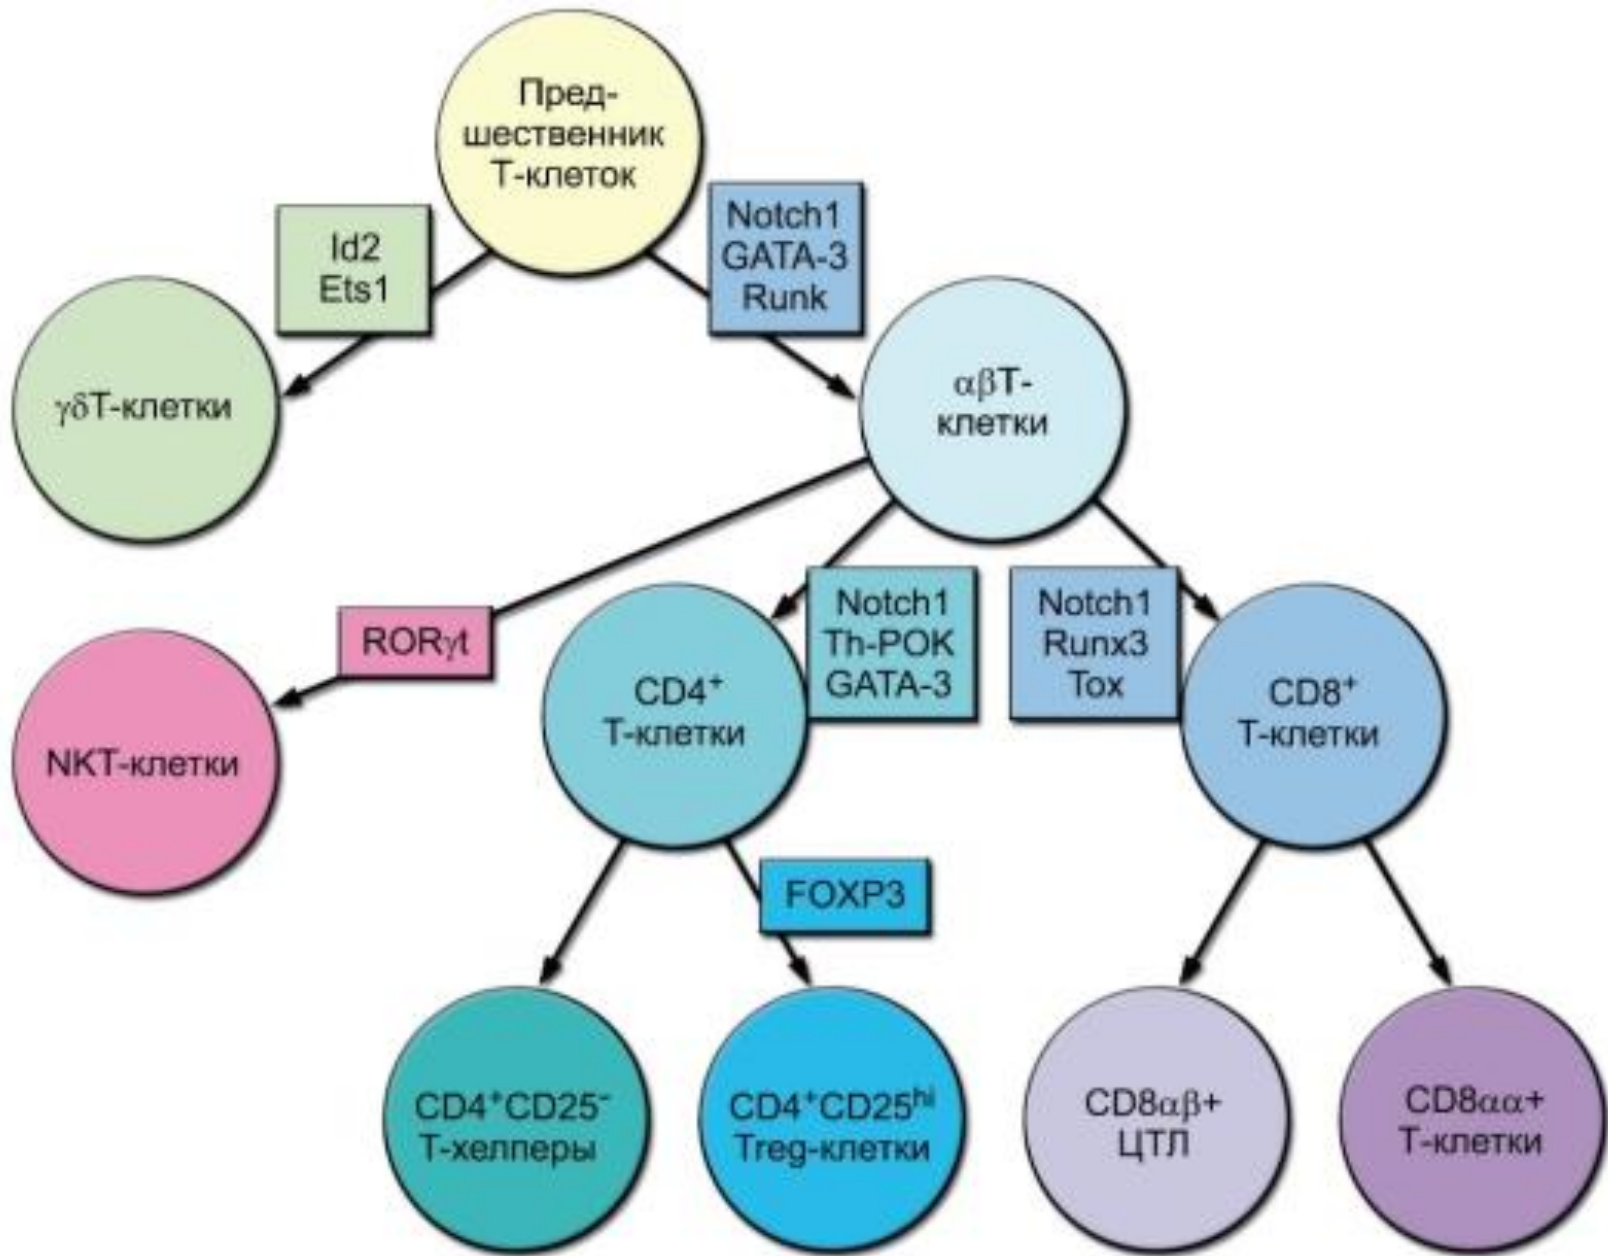 Пред-
шественник
Т-клеток
Id2
Ets1
Notch1
GATA-3
Runk
γδТ-клетки
αβТ-
клетки
RORγt
Notch1
Th-POK
GATA-3
Notch1
Runx3
Tox
NKT-клетки
CD4⁺
Т-клетки
CD8⁺
Т-клетки
FOXP3
CD4⁺CD25⁻
Т-хелперы
CD4⁺CD25ʰⁱ
Treg-клетки
CD8αβ+
ЦТЛ
CD8αα+
Т-клетки